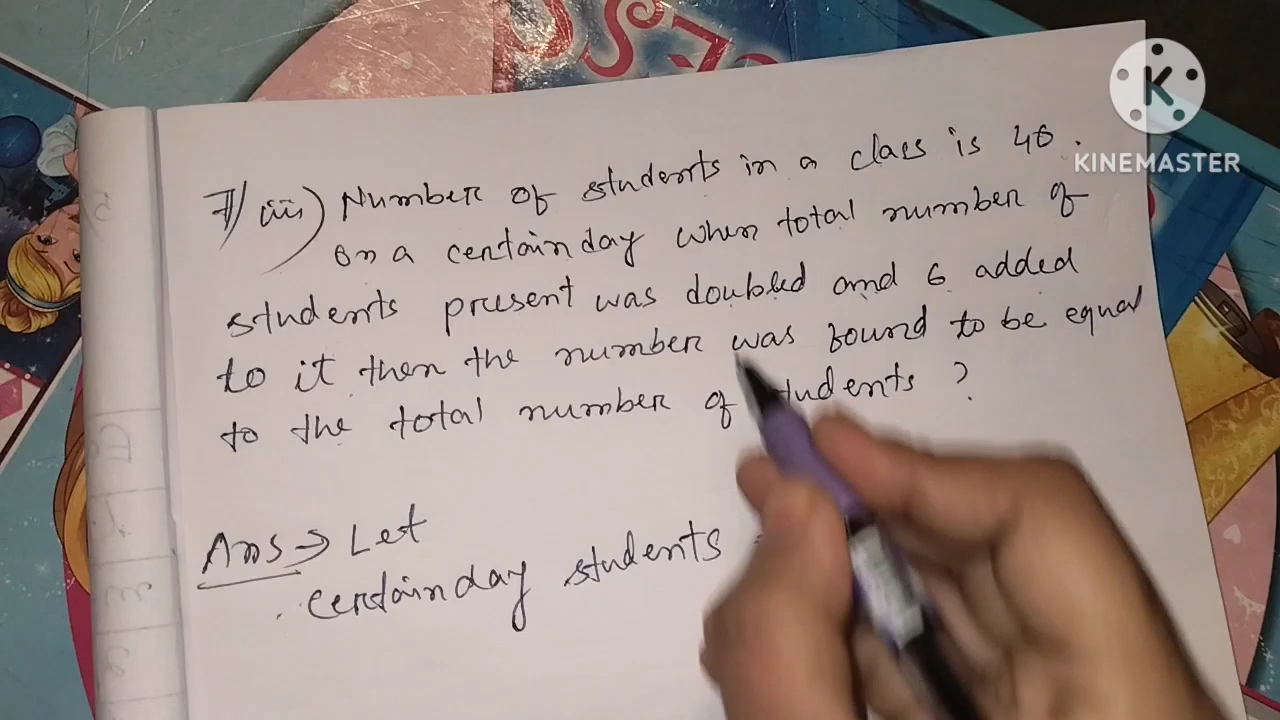 KINEMASTER
7) iii) Number of students in a class is 46.
on a certain day when total number of
students present was doubled and 6 added
to it then the number was found to be equal
to the total number of students ?
Ans → Let
certain day students